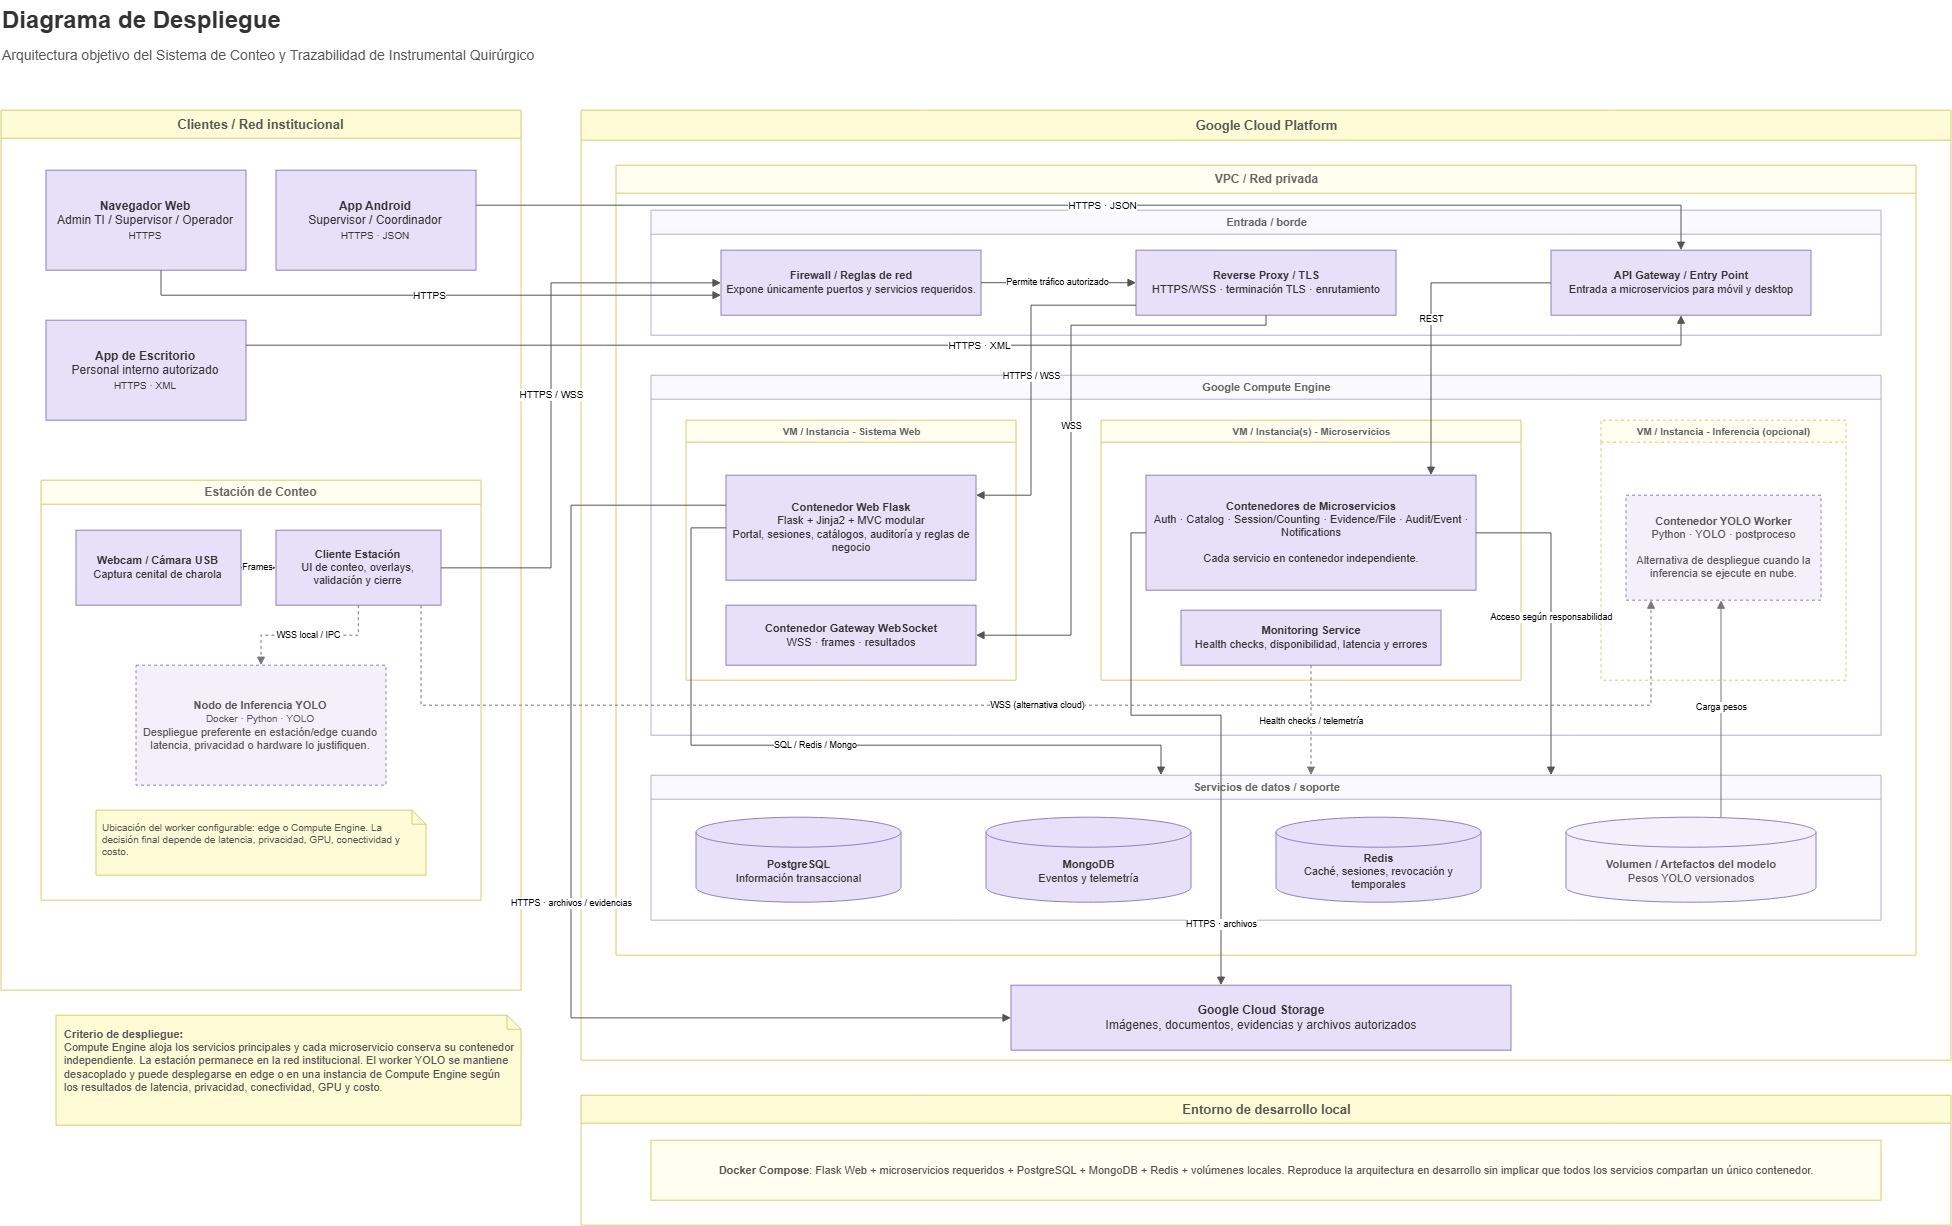 Diagrama de Despliegue
Arquitectura objetivo del Sistema de Conteo y Trazabilidad de Instrumental Quirúrgico
Clientes / Red institucional
Navegador Web
Admin TI / Supervisor / Operador
HTTPS
App Android
Supervisor / Coordinador
HTTPS · JSON
HTTPS
App de Escritorio
Personal interno autorizado
HTTPS · XML
HTTPS / WSS
Estación de Conteo
Webcam / Cámara USB
Captura cenital de charola
Frames
Cliente Estación
UI de conteo, overlays,
validación y cierre
WSS local / IPC
Nodo de Inferencia YOLO
Docker · Python · YOLO
Despliegue preferente en estación/edge cuando
latencia, privacidad o hardware lo justifiquen.
Ubicación del worker configurable: edge o Compute Engine. La
decisión final depende de latencia, privacidad, GPU, conectividad y
costo.
Criterio de despliegue:
Compute Engine aloja los servicios principales y cada microservicio conserva su contenedor
independiente. La estación permanece en la red institucional. El worker YOLO se mantiene
desacoplado y puede desplegarse en edge o en una instancia de Compute Engine según
los resultados de latencia, privacidad, conectividad, GPU y costo.
Google Cloud Platform
VPC / Red privada
HTTPS · JSON
Entrada / borde
Firewall / Reglas de red
Expone únicamente puertos y servicios requeridos.
Permite tráfico autorizado
Reverse Proxy / TLS
HTTPS/WSS · terminación TLS · enrutamiento
API Gateway / Entry Point
Entrada a microservicios para móvil y desktop
REST
HTTPS · XML
HTTPS / WSS
Google Compute Engine
WSS
VM / Instancia - Sistema Web
Contenedor Web Flask
Flask + Jinja2 + MVC modular
Portal, sesiones, catálogos, auditoría y reglas de
negocio
Contenedor Gateway WebSocket
WSS · frames · resultados
VM / Instancia(s) - Microservicios
Contenedores de Microservicios
Auth · Catalog · Session/Counting · Evidence/File · Audit/Event ·
Notifications
Cada servicio en contenedor independiente.
Monitoring Service
Health checks, disponibilidad, latencia y errores
Acceso según responsabilidad
VM / Instancia - Inferencia (opcional)
Contenedor YOLO Worker
Python · YOLO · postproceso
Alternativa de despliegue cuando la
inferencia se ejecute en nube.
WSS (alternativa cloud)
Carga pesos
Health checks / telemetría
SQL / Redis / Mongo
Servicios de datos / soporte
PostgreSQL
Información transaccional
MongoDB
Eventos y telemetría
Redis
Caché, sesiones, revocación y
temporales
Volumen / Artefactos del modelo
Pesos YOLO versionados
HTTPS · archivos / evidencias
HTTPS · archivos
Google Cloud Storage
Imágenes, documentos, evidencias y archivos autorizados
Entorno de desarrollo local
Docker Compose: Flask Web + microservicios requeridos + PostgreSQL + MongoDB + Redis + volúmenes locales. Reproduce la arquitectura en desarrollo sin implicar que todos los servicios compartan un único contenedor.